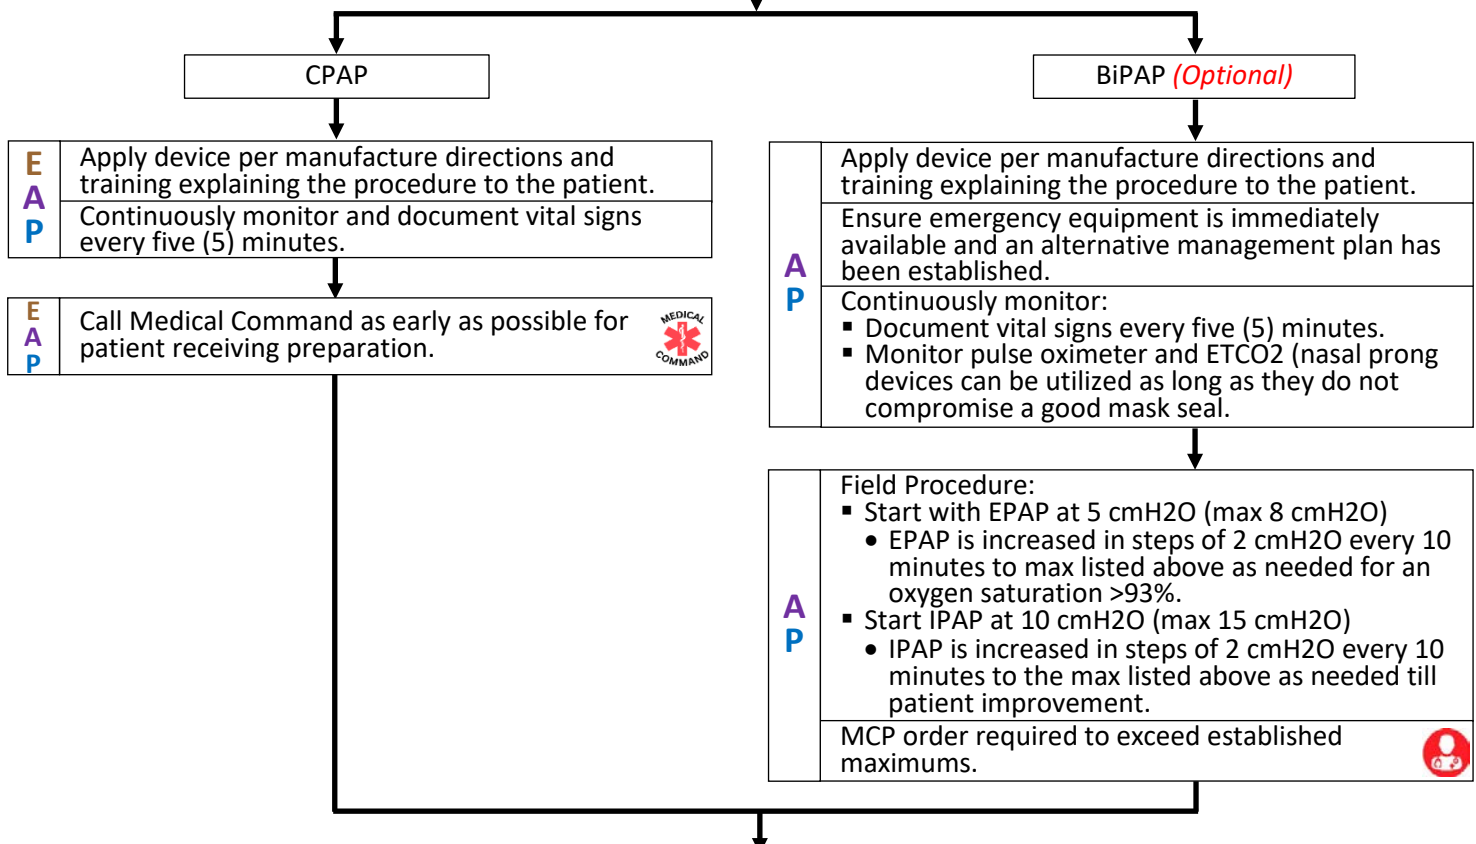 CPAP
E
A
P
Apply device per manufacture directions and
training explaining the procedure to the patient.
Continuously monitor and document vital signs
every five (5) minutes.
E
A
P
Call Medical Command as early as possible for
patient receiving preparation.
MEDICAL
COMMAND
BiPAP (Optional)
A
P
Apply device per manufacture directions and
training explaining the procedure to the patient.
Ensure emergency equipment is immediately
available and an alternative management plan has
been established.
Continuously monitor:
▪ Document vital signs every five (5) minutes.
▪ Monitor pulse oximeter and ETCO2 (nasal prong
devices can be utilized as long as they do not
compromise a good mask seal.
A
P
Field Procedure:
▪ Start with EPAP at 5 cmH2O (max 8 cmH2O)
• EPAP is increased in steps of 2 cmH2O every 10
minutes to max listed above as needed for an
oxygen saturation >93%.
▪ Start IPAP at 10 cmH2O (max 15 cmH2O)
• IPAP is increased in steps of 2 cmH2O every 10
minutes to the max listed above as needed till
patient improvement.
MCP order required to exceed established
maximums.